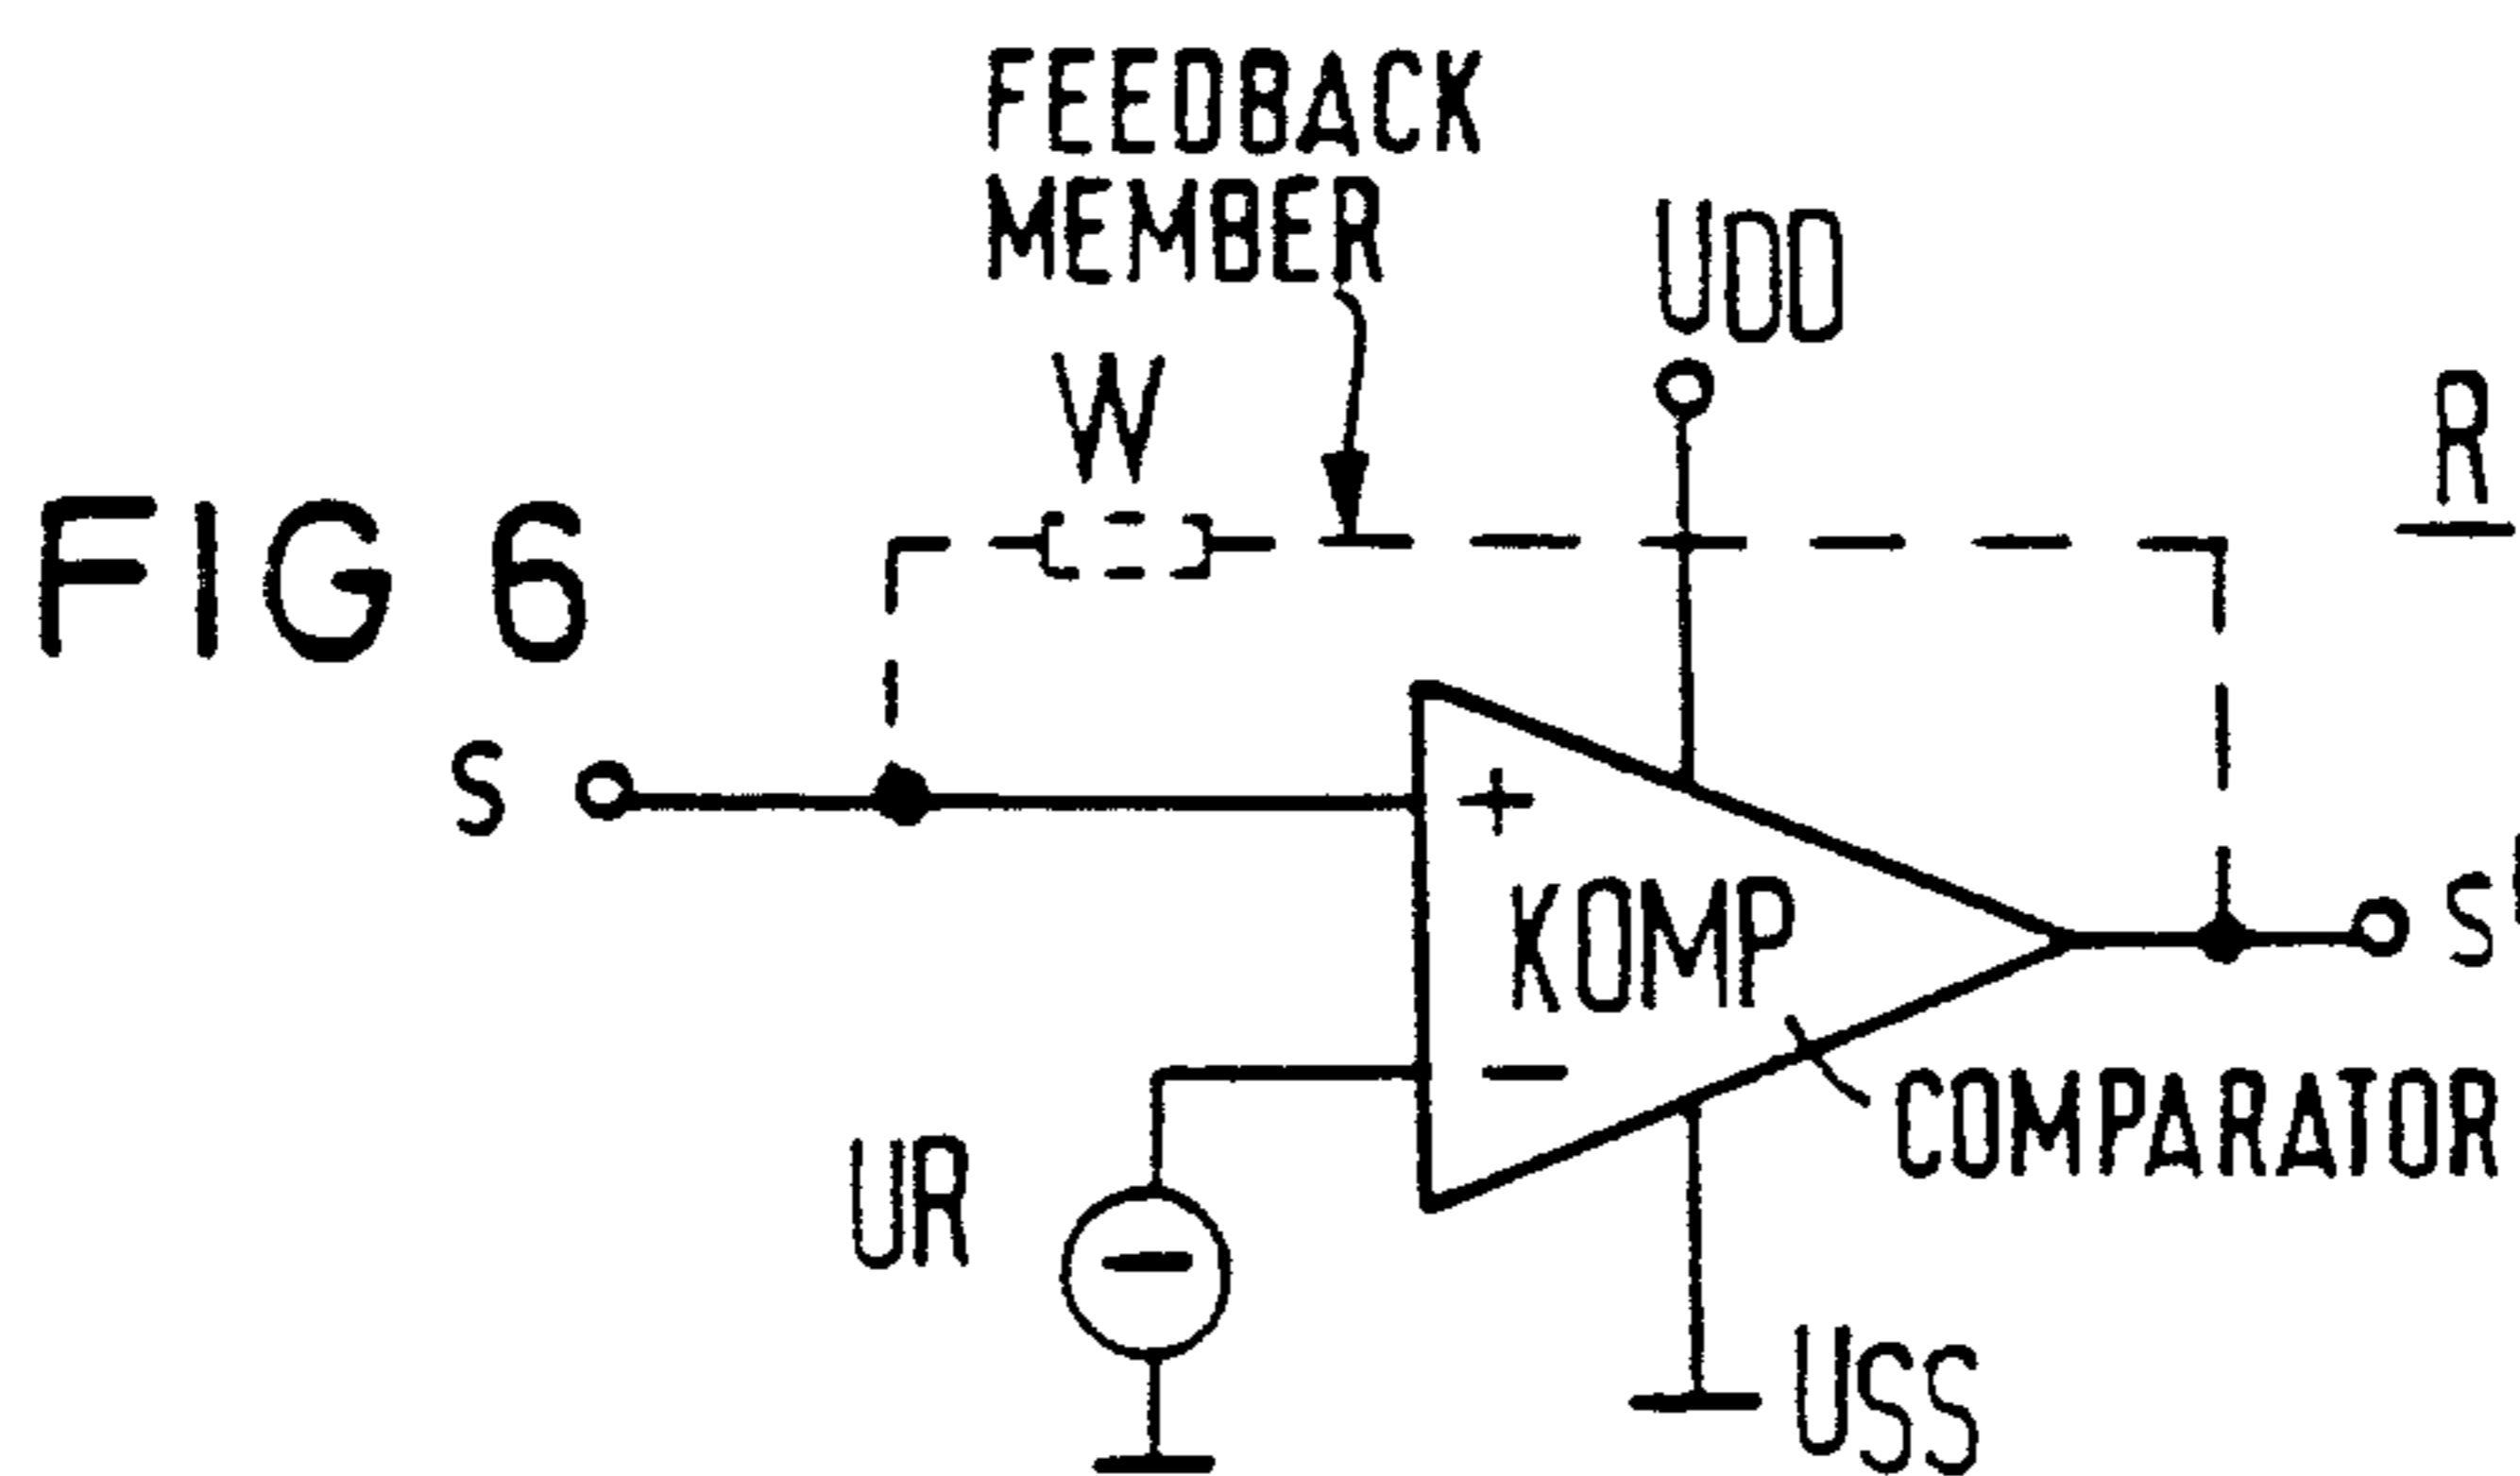 FEEDBACK
MEMBER
UDD
W
R
FIG 6
S
+
KOMP
S'
−
COMPARATOR
UR
−
USS